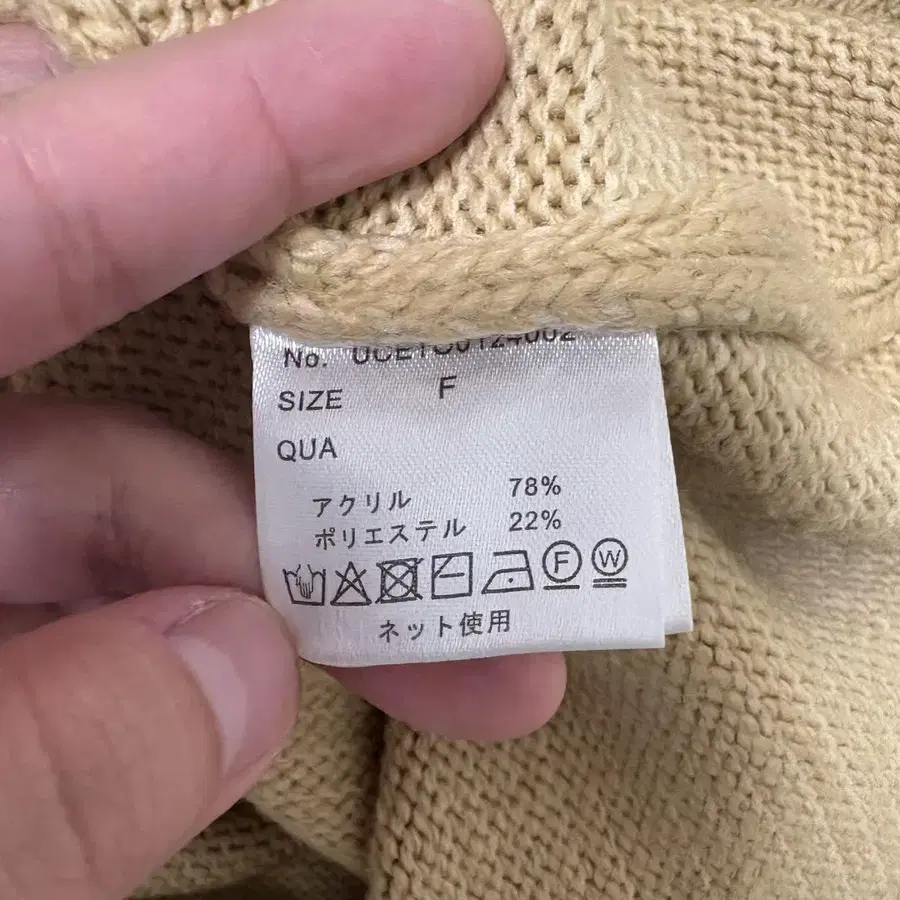 No.
SIZE F
QUA
アクリル 78%
ポリエステル 22%
F W
ネット使用